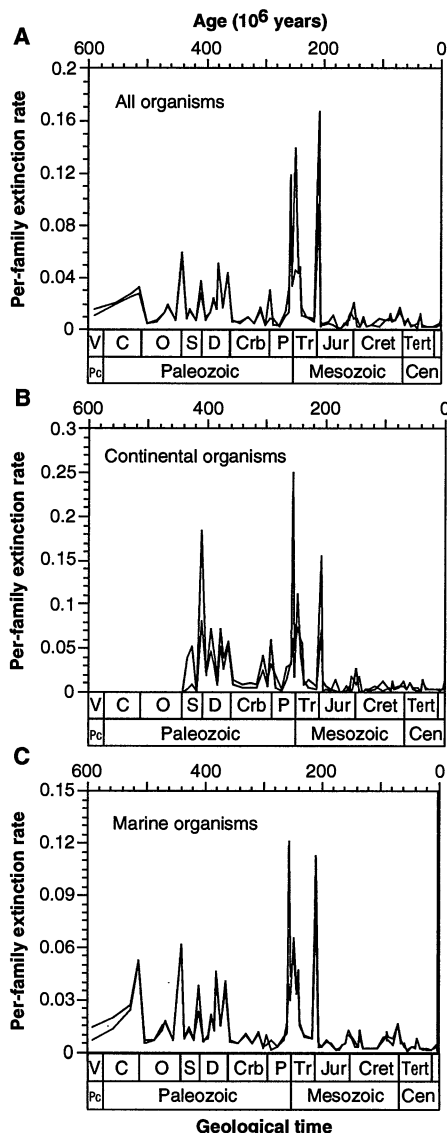 Age (10⁶ years)
A
600 400 200 0
0.2
0.16
0.12
0.08
0.04
0
Per-family extinction rate
All organisms
V C O S D Crb P Tr Jur Cret Tert
Pc Paleozoic Mesozoic Cen
B
600 400 200 0
0.3
0.25
0.2
0.15
0.1
0.05
0
Per-family extinction rate
Continental organisms
V C O S D Crb P Tr Jur Cret Tert
Pc Paleozoic Mesozoic Cen
C
600 400 200 0
0.15
0.12
0.09
0.06
0.03
0
Per-family extinction rate
Marine organisms
V C O S D Crb P Tr Jur Cret Tert
Pc Paleozoic Mesozoic Cen
Geological time